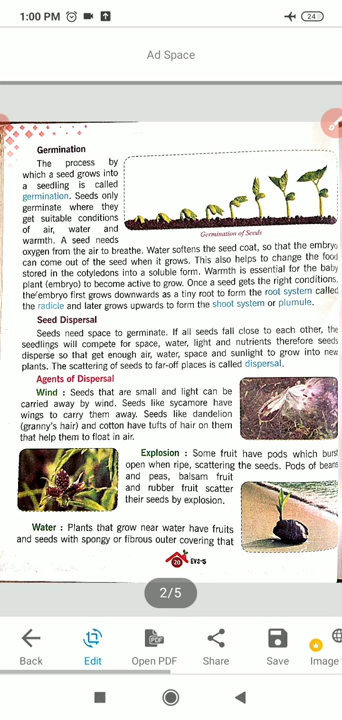 1:00 PM
24
Ad Space
Germination
The process by
which a seed grows into
a seedling is called
germination. Seeds only
germinate where they
get suitable conditions
of air, water and
warmth. A seed needs
Germination of Seeds
oxygen from the air to breathe. Water softens the seed coat, so that the embryo
can come out of the seed when it grows. This also helps to change the food
stored in the cotyledons into a soluble form. Warmth is essential for the baby
plant (embryo) to become active to grow. Once a seed gets the right conditions,
the embryo first grows downwards as a tiny root to form the root system called
the radicle and later grows upwards to form the shoot system or plumule.
Seed Dispersal
Seeds need space to germinate. If all seeds fall close to each other, the
seedlings will compete for space, water, light and nutrients therefore seeds
disperse so that get enough air, water, space and sunlight to grow into new
plants. The scattering of seeds to far-off places is called dispersal.
Agents of Dispersal
Wind : Seeds that are small and light can be
carried away by wind. Seeds like sycamore have
wings to carry them away. Seeds like dandelion
(granny's hair) and cotton have tufts of hair on them
that help them to float in air.
Explosion : Some fruit have pods which burst
open when ripe, scattering the seeds. Pods of beans
and peas, balsam fruit
and rubber fruit scatter
their seeds by explosion.
Water : Plants that grow near water have fruits
and seeds with spongy or fibrous outer covering that
20 EVS-5
2/5
Back
Edit
PDF
Open PDF
Share
Save
Image